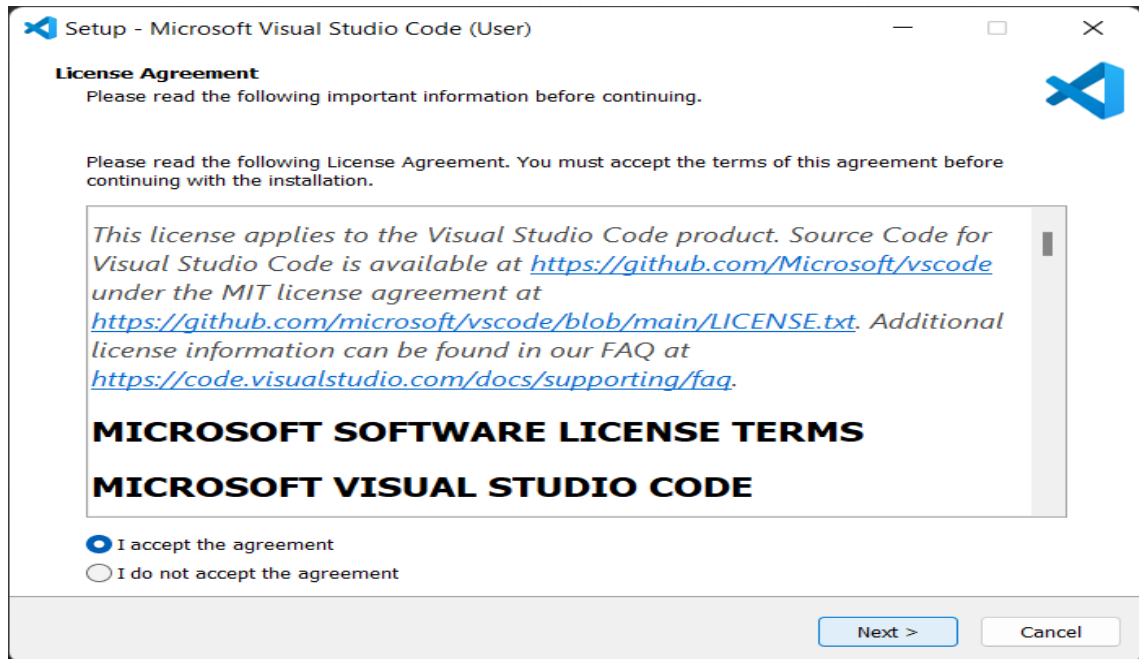 Setup - Microsoft Visual Studio Code (User)
License Agreement
Please read the following important information before continuing.
Please read the following License Agreement. You must accept the terms of this agreement before
continuing with the installation.
This license applies to the Visual Studio Code product. Source Code for
Visual Studio Code is available at https://github.com/Microsoft/vscode
under the MIT license agreement at
https://github.com/microsoft/vscode/blob/main/LICENSE.txt. Additional
license information can be found in our FAQ at
https://code.visualstudio.com/docs/supporting/faq.
MICROSOFT SOFTWARE LICENSE TERMS
MICROSOFT VISUAL STUDIO CODE
I accept the agreement
I do not accept the agreement
Next >
Cancel